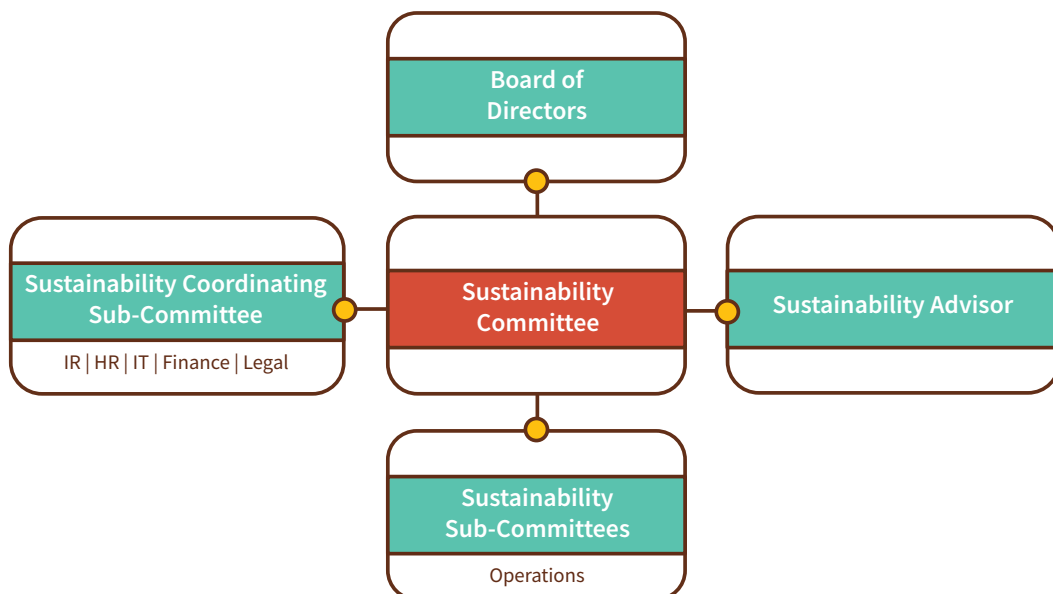 Board of
Directors
Sustainability Coordinating
Sub-Committee
IR | HR | IT | Finance | Legal
Sustainability
Committee
Sustainability Advisor
Sustainability
Sub-Committees
Operations